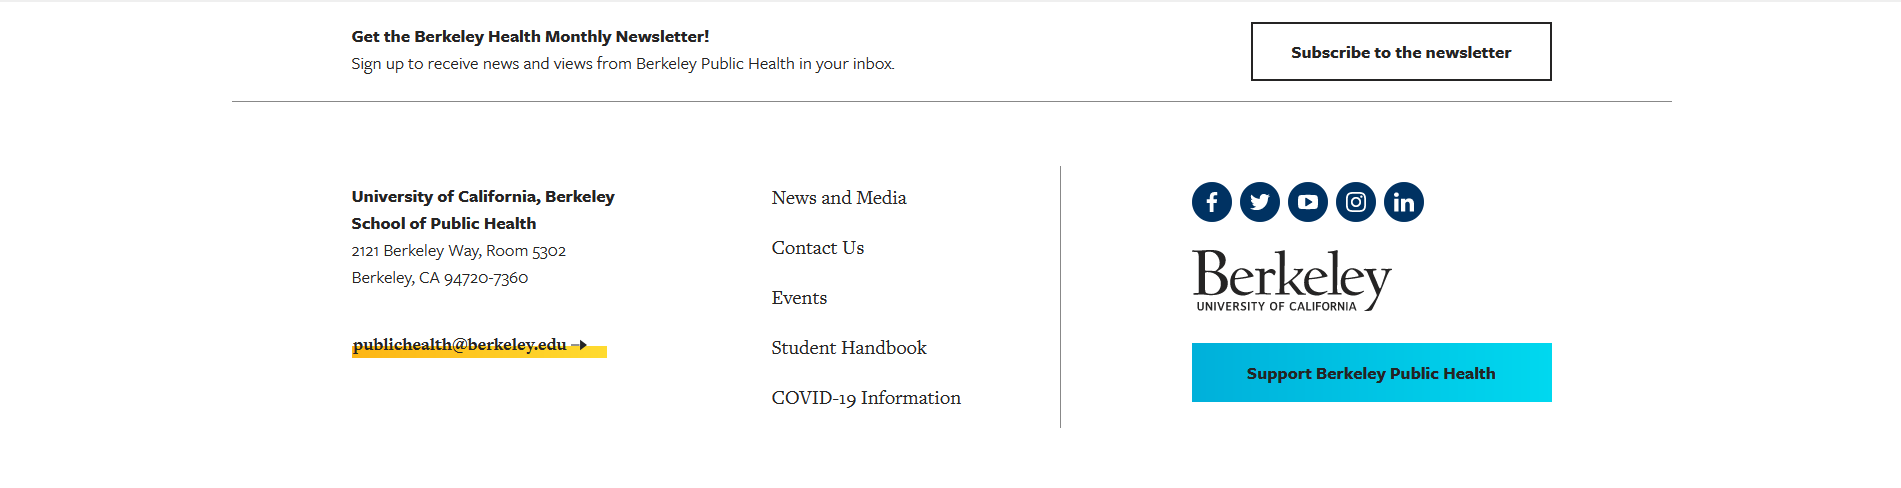 Get the Berkeley Health Monthly Newsletter!
Sign up to receive news and views from Berkeley Public Health in your inbox.
Subscribe to the newsletter
University of California, Berkeley
School of Public Health
2121 Berkeley Way, Room 5302
Berkeley, CA 94720-7360
publichealth@berkeley.edu
News and Media
Contact Us
Events
Student Handbook
COVID-19 Information
Berkeley
UNIVERSITY OF CALIFORNIA
Support Berkeley Public Health